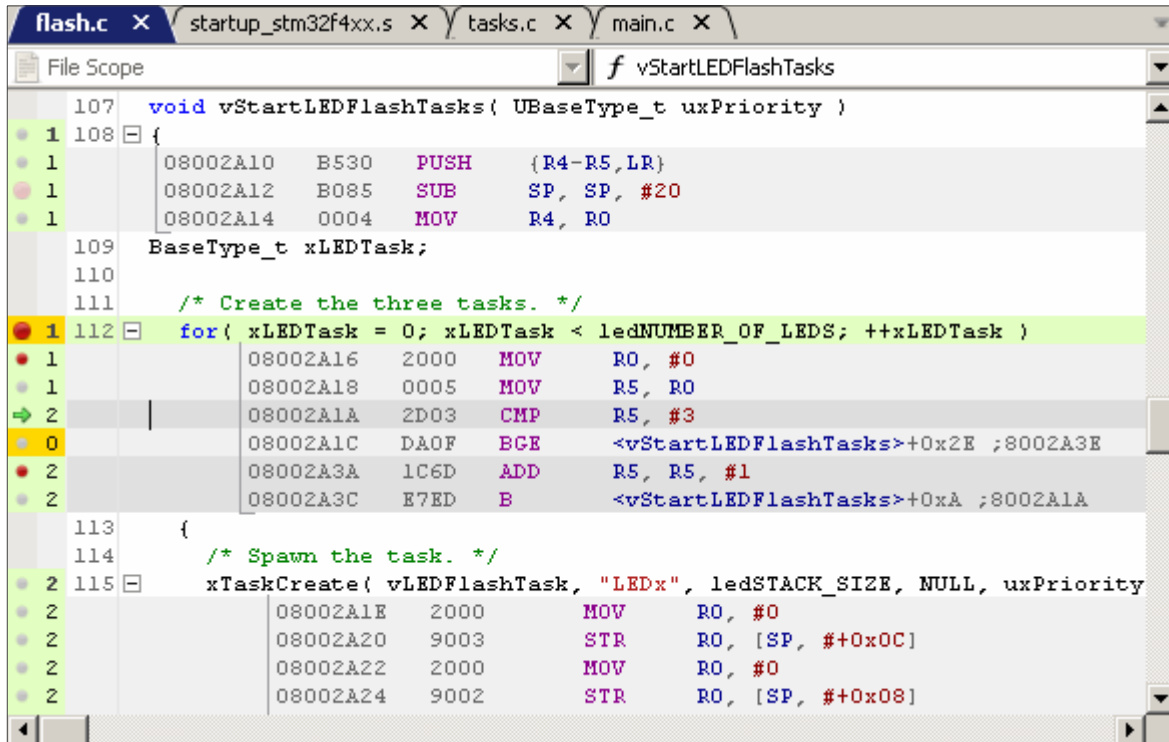 flash.c × startup_stm32f4xx.s × tasks.c × main.c ×
File Scope f vStartLEDFlashTasks
107 void vStartLEDFlashTasks( UBaseType_t uxPriority )
1 108 {
1 08002A10 B530 PUSH {R4-R5,LR}
1 08002A12 B085 SUB SP, SP, #20
1 08002A14 0004 MOV R4, R0
109 BaseType_t xLEDTask;
110
111 /* Create the three tasks. */
1 112 for( xLEDTask = 0; xLEDTask < ledNUMBER_OF_LEDS; ++xLEDTask )
1 08002A16 2000 MOV R0, #0
1 08002A18 0005 MOV R5, R0
2 08002A1A 2D03 CMP R5, #3
0 08002A1C DA0F BGE <vStartLEDFlashTasks>+0x2E ;8002A3E
2 08002A3A 1C6D ADD R5, R5, #1
2 08002A3C E7ED B <vStartLEDFlashTasks>+0xA ;8002A1A
113 {
114 /* Spawn the task. */
2 115 xTaskCreate( vLEDFlashTask, "LEDx", ledSTACK_SIZE, NULL, uxPriority
2 08002A1E 2000 MOV R0, #0
2 08002A20 9003 STR R0, [SP, #+0x0C]
2 08002A22 2000 MOV R0, #0
2 08002A24 9002 STR R0, [SP, #+0x08]